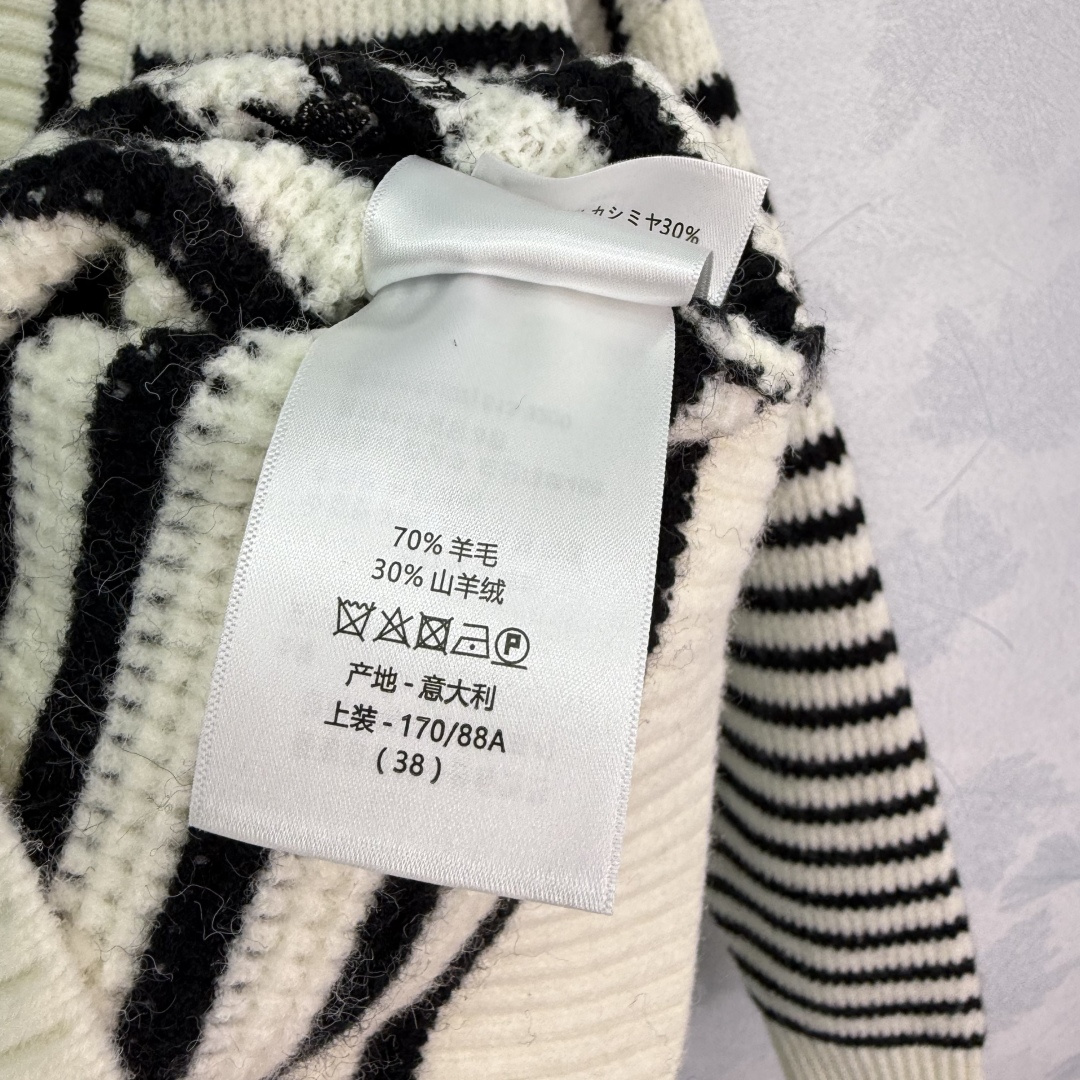 カシミヤ30%
70% 羊毛
30% 山羊绒
P
产地 - 意大利
上装 - 170/88A
( 38 )